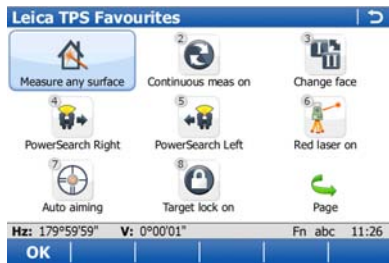 Leica TPS Favourites
2 3
Measure any surface Continuous meas on Change face
4 5 6
PowerSearch Right PowerSearch Left Red laser on
7 8
Auto aiming Target lock on Page
Hz: 179°59'59" V: 0°00'01" Fn abc 11:26
OK